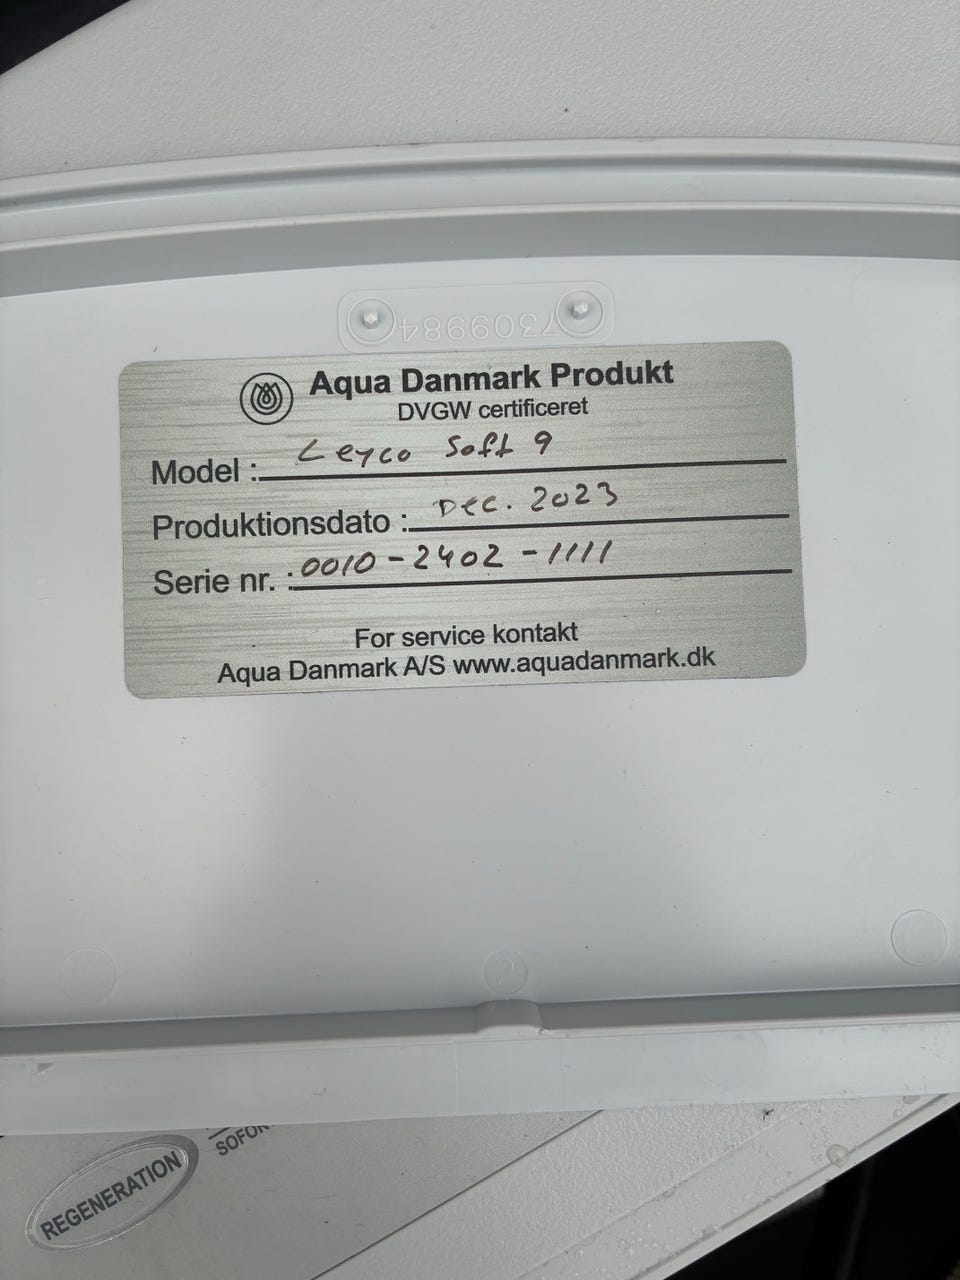 7309984
Aqua Danmark Produkt
DVGW certificeret
Model : Leyco Soft 9
Produktionsdato : Dec. 2023
Serie nr. : 0010-2402-1111
For service kontakt
Aqua Danmark A/S www.aquadanmark.dk
2
REGENERATION